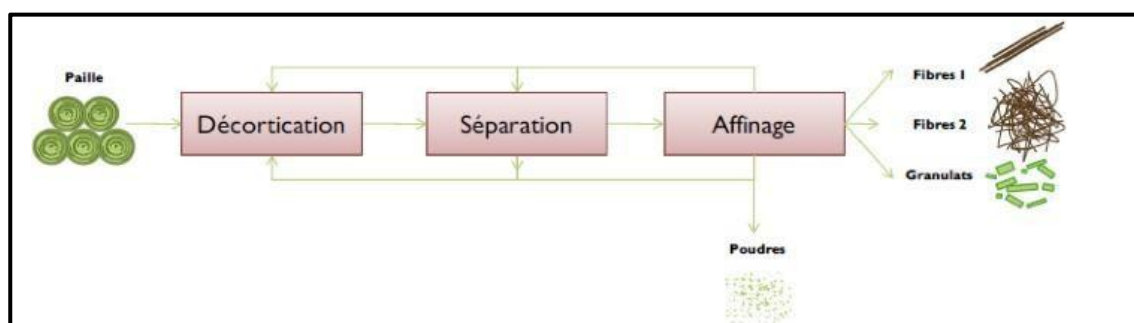 Paille
Décortication
Séparation
Affinage
Fibres 1
Fibres 2
Granulats
Poudres